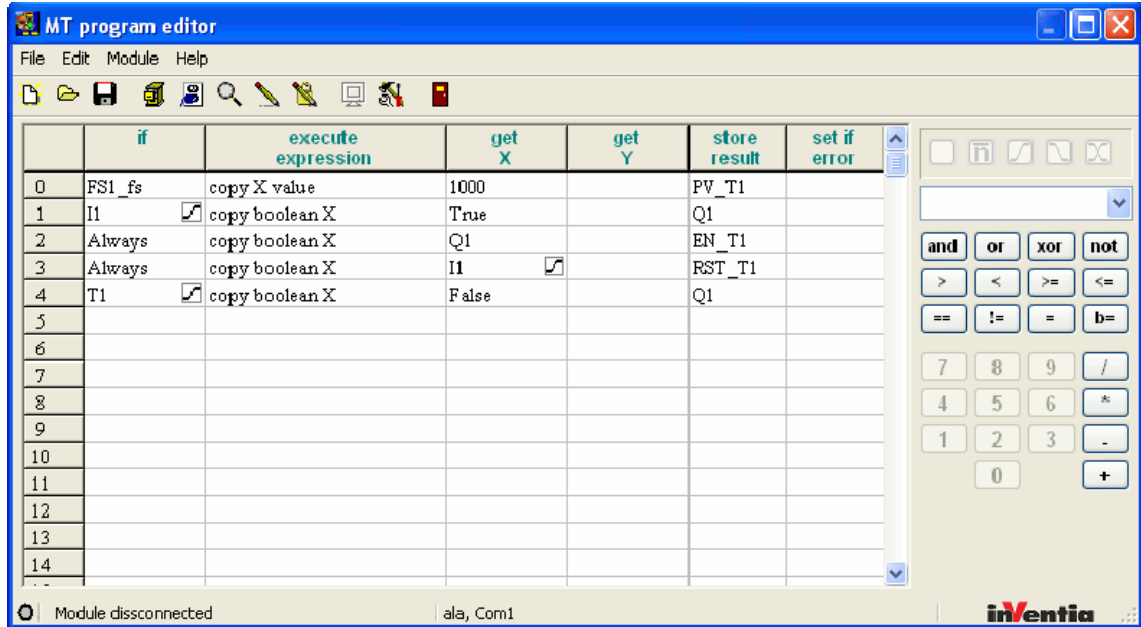 MT program editor
File Edit Module Help
if execute expression get X get Y store result set if error
0 FS1_fs copy X value 1000 PV_T1
1 I1 copy boolean X True Q1
2 Always copy boolean X Q1 EN_T1
3 Always copy boolean X I1 RST_T1
4 T1 copy boolean X False Q1
5
6
7
8
9
10
11
12
13
14
n
and or xor not
> < >= <=
== != = b=
7 8 9 /
4 5 6 *
1 2 3 -
0 +
Module dissconnected ala, Com1 inVentia